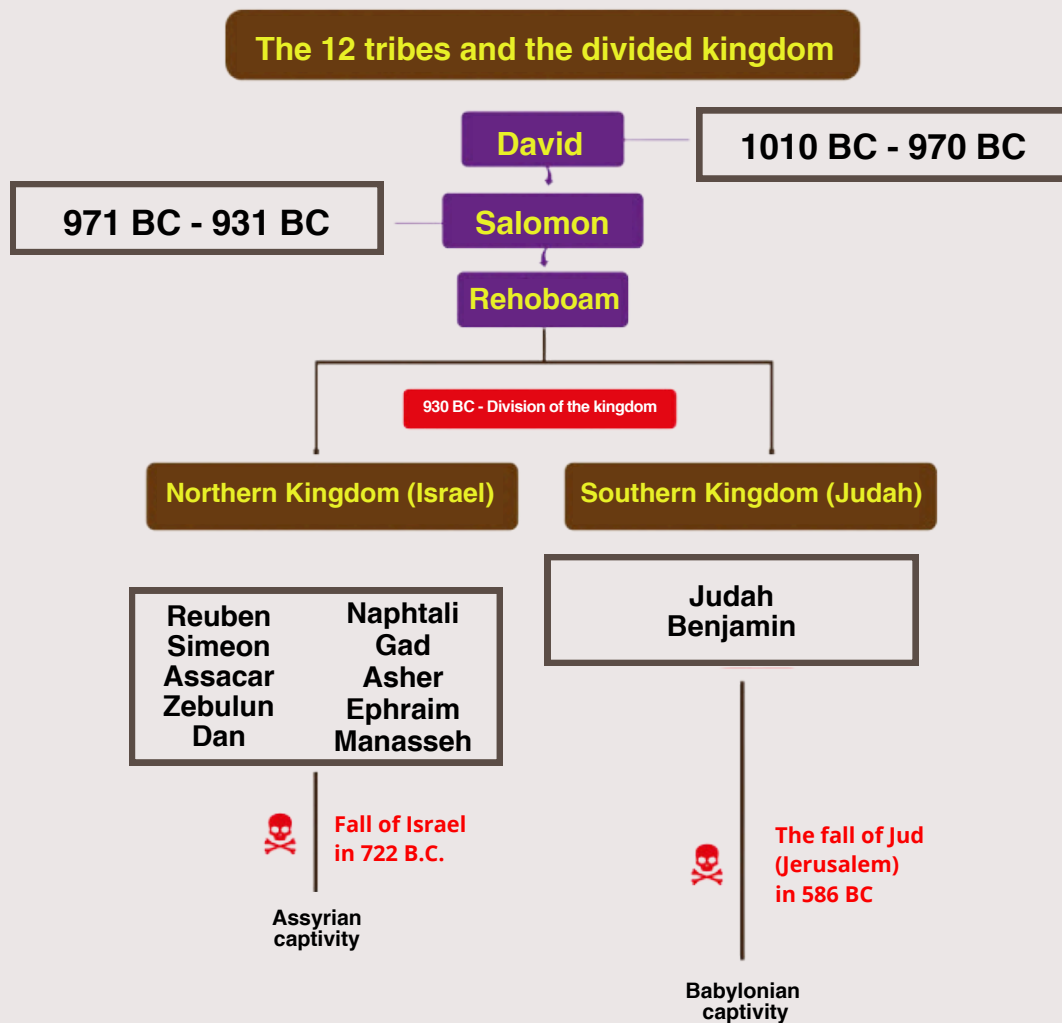 The 12 tribes and the divided kingdom
David
1010 BC - 970 BC
971 BC - 931 BC
Salomon
Rehoboam
930 BC - Division of the kingdom
Northern Kingdom (Israel)
Southern Kingdom (Judah)
Reuben
Simeon
Assacar
Zebulun
Dan
Naphtali
Gad
Asher
Ephraim
Manasseh
Judah
Benjamin
Fall of Israel
in 722 B.C.
Assyrian
captivity
The fall of Jud
(Jerusalem)
in 586 BC
Babylonian
captivity